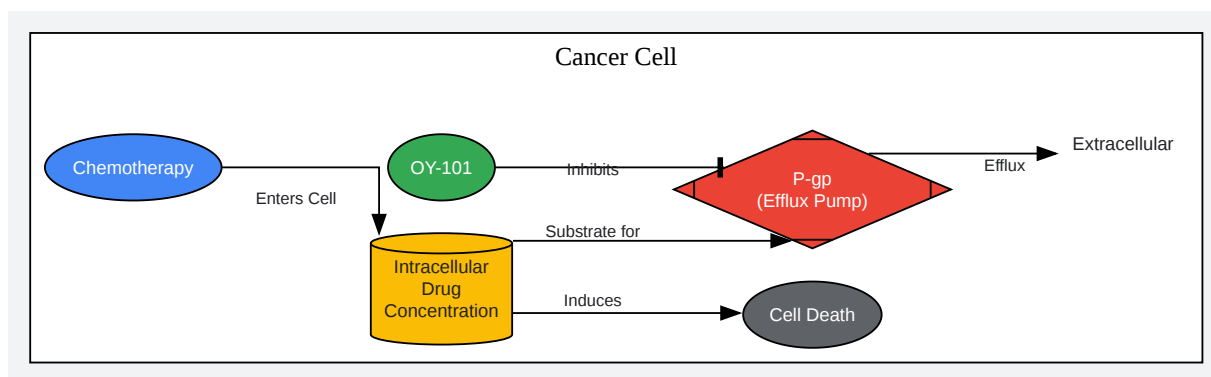 Cancer Cell
Chemotherapy
Enters Cell
OY-101
Inhibits
P-gp
(Efflux Pump)
Efflux
Extracellular
Intracellular
Drug
Concentration
Substrate for
Induces
Cell Death